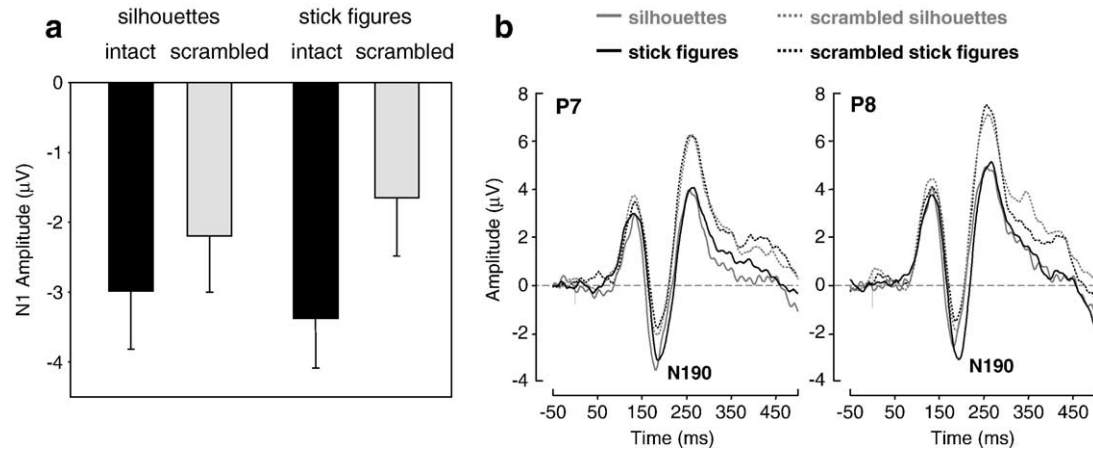 a
silhouettes stick figures
intact scrambled intact scrambled
0
-1
-2
-3
-4
N1 Amplitude (μV)
b
silhouettes scrambled silhouettes
stick figures scrambled stick figures
8
6
4
2
0
-2
-4
Amplitude (μV)
P7
N190
-50 50 150 250 350 450
Time (ms)
8
6
4
2
0
-2
-4
P8
N190
-50 50 150 250 350 450
Time (ms)